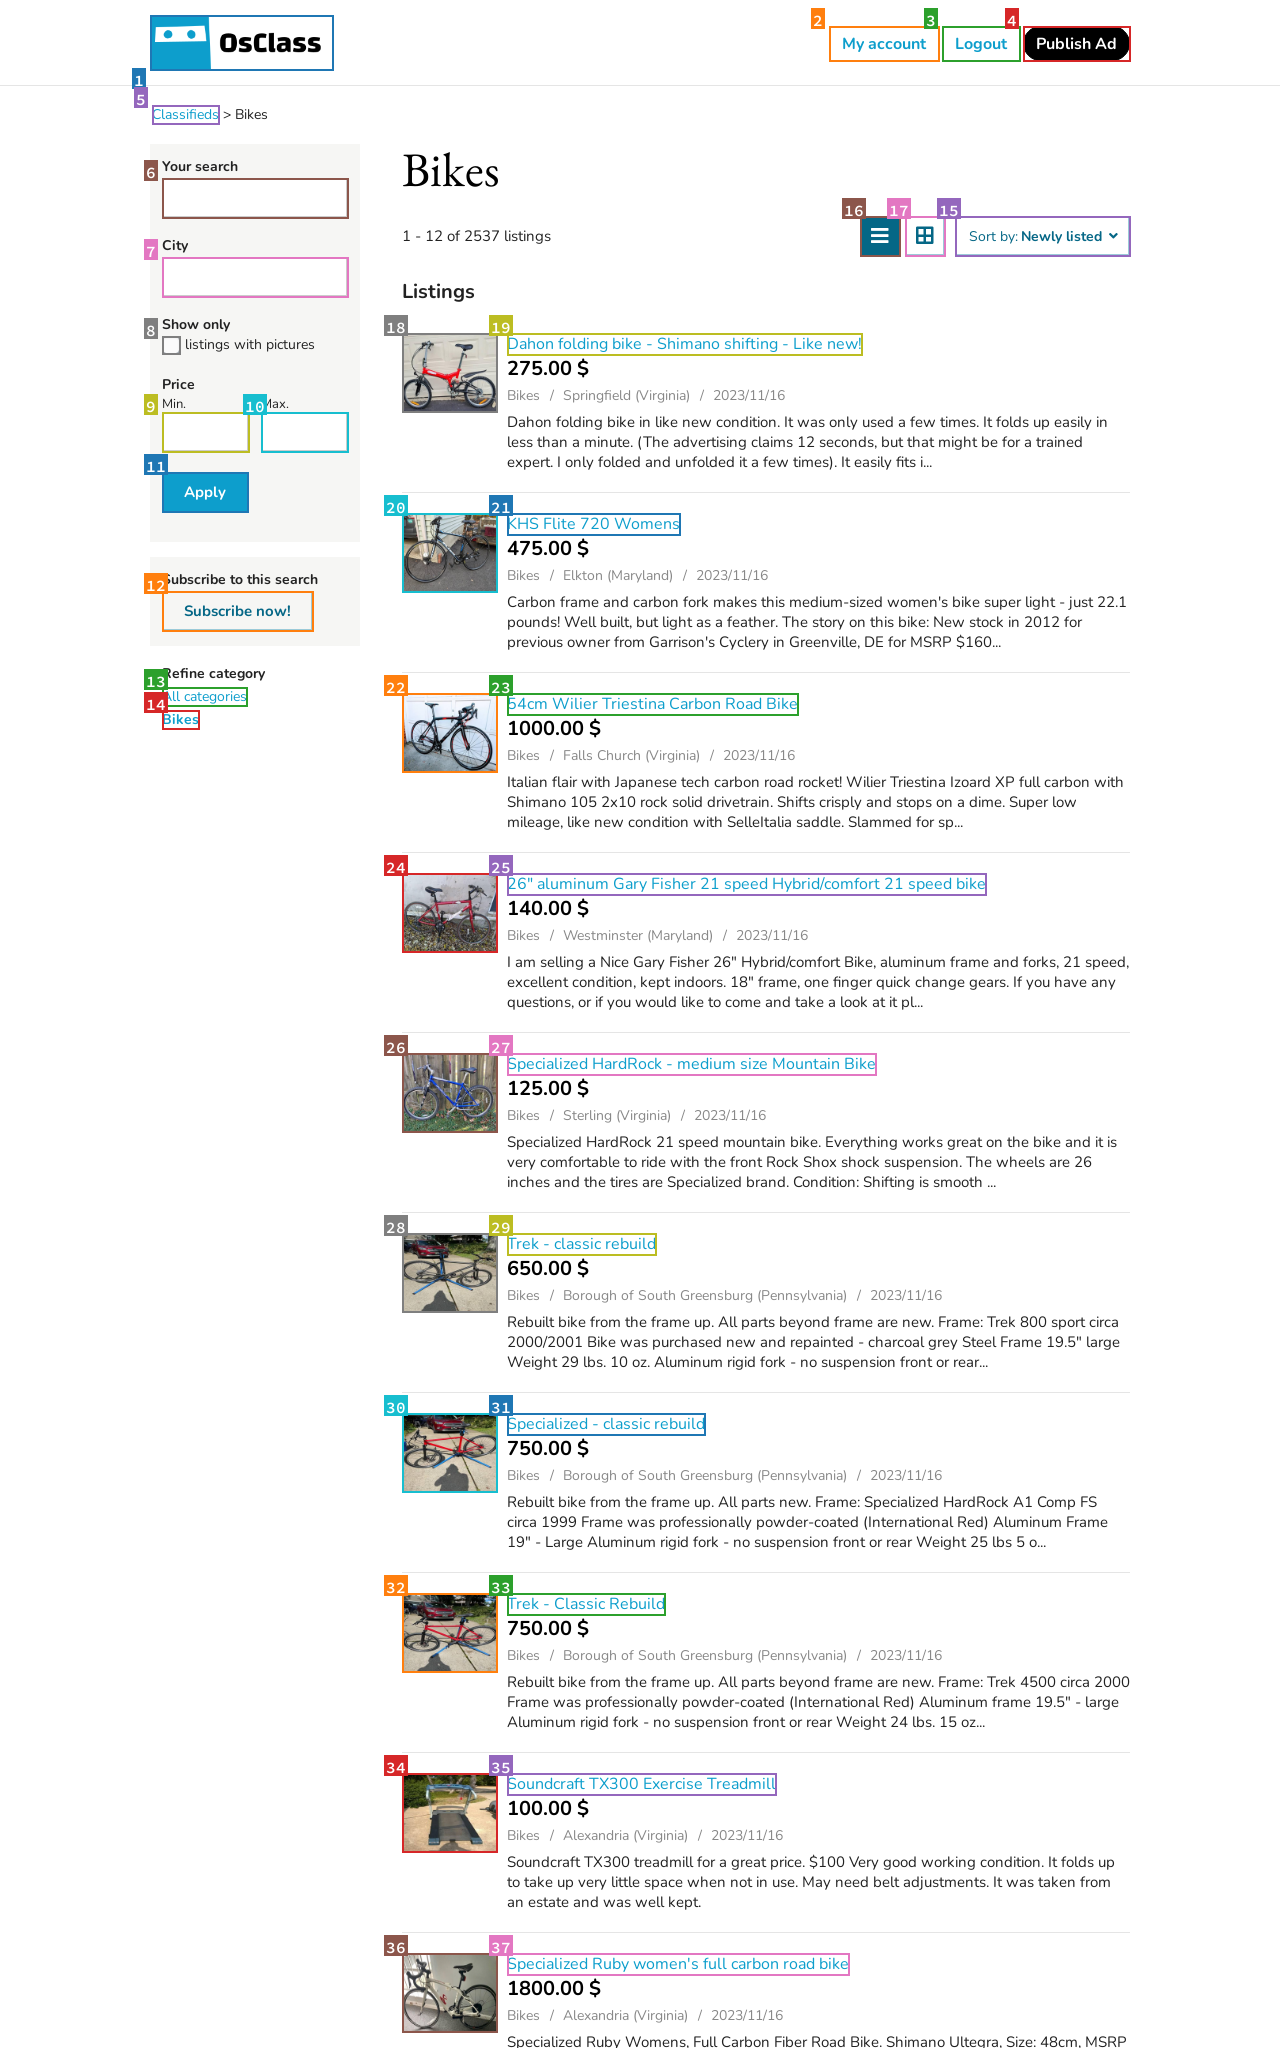 OsClass
2
My account
3
Logout
4
Publish Ad
1
5
Classifieds > Bikes
6
Your search
7
City
8
Show only
listings with pictures
Price
9
Min.
10
Max.
11
Apply
12
Subscribe to this search
Subscribe now!
Refine category
13
All categories
14
Bikes
Bikes
1 - 12 of 2537 listings
16
17
15
Sort by: Newly listed
Listings
18
19
Dahon folding bike - Shimano shifting - Like new!
275.00 $
Bikes / Springfield (Virginia) / 2023/11/16
Dahon folding bike in like new condition. It was only used a few times. It folds up easily in
less than a minute. (The advertising claims 12 seconds, but that might be for a trained
expert. I only folded and unfolded it a few times). It easily fits i...
20
21
KHS Flite 720 Womens
475.00 $
Bikes / Elkton (Maryland) / 2023/11/16
Carbon frame and carbon fork makes this medium-sized women's bike super light - just 22.1
pounds! Well built, but light as a feather. The story on this bike: New stock in 2012 for
previous owner from Garrison's Cyclery in Greenville, DE for MSRP $160...
22
23
54cm Wilier Triestina Carbon Road Bike
1000.00 $
Bikes / Falls Church (Virginia) / 2023/11/16
Italian flair with Japanese tech carbon road rocket! Wilier Triestina Izoard XP full carbon with
Shimano 105 2x10 rock solid drivetrain. Shifts crisply and stops on a dime. Super low
mileage, like new condition with SelleItalia saddle. Slammed for sp...
24
25
26" aluminum Gary Fisher 21 speed Hybrid/comfort 21 speed bike
140.00 $
Bikes / Westminster (Maryland) / 2023/11/16
I am selling a Nice Gary Fisher 26" Hybrid/comfort Bike, aluminum frame and forks, 21 speed,
excellent condition, kept indoors. 18" frame, one finger quick change gears. If you have any
questions, or if you would like to come and take a look at it pl...
26
27
Specialized HardRock - medium size Mountain Bike
125.00 $
Bikes / Sterling (Virginia) / 2023/11/16
Specialized HardRock 21 speed mountain bike. Everything works great on the bike and it is
very comfortable to ride with the front Rock Shox shock suspension. The wheels are 26
inches and the tires are Specialized brand. Condition: Shifting is smooth ...
28
29
Trek - classic rebuild
650.00 $
Bikes / Borough of South Greensburg (Pennsylvania) / 2023/11/16
Rebuilt bike from the frame up. All parts beyond frame are new. Frame: Trek 800 sport circa
2000/2001 Bike was purchased new and repainted - charcoal grey Steel Frame 19.5" large
Weight 29 lbs. 10 oz. Aluminum rigid fork - no suspension front or rear...
30
31
Specialized - classic rebuild
750.00 $
Bikes / Borough of South Greensburg (Pennsylvania) / 2023/11/16
Rebuilt bike from the frame up. All parts new. Frame: Specialized HardRock A1 Comp FS
circa 1999 Frame was professionally powder-coated (International Red) Aluminum Frame
19" - Large Aluminum rigid fork - no suspension front or rear Weight 25 lbs 5 o...
32
33
Trek - Classic Rebuild
750.00 $
Bikes / Borough of South Greensburg (Pennsylvania) / 2023/11/16
Rebuilt bike from the frame up. All parts beyond frame are new. Frame: Trek 4500 circa 2000
Frame was professionally powder-coated (International Red) Aluminum frame 19.5" - large
Aluminum rigid fork - no suspension front or rear Weight 24 lbs. 15 oz...
34
35
Soundcraft TX300 Exercise Treadmill
100.00 $
Bikes / Alexandria (Virginia) / 2023/11/16
Soundcraft TX300 treadmill for a great price. $100 Very good working condition. It folds up
to take up very little space when not in use. May need belt adjustments. It was taken from
an estate and was well kept.
36
37
Specialized Ruby women's full carbon road bike
1800.00 $
Bikes / Alexandria (Virginia) / 2023/11/16
Specialized Ruby Womens, Full Carbon Fiber Road Bike. Shimano Ultegra, Size: 48cm, MSRP